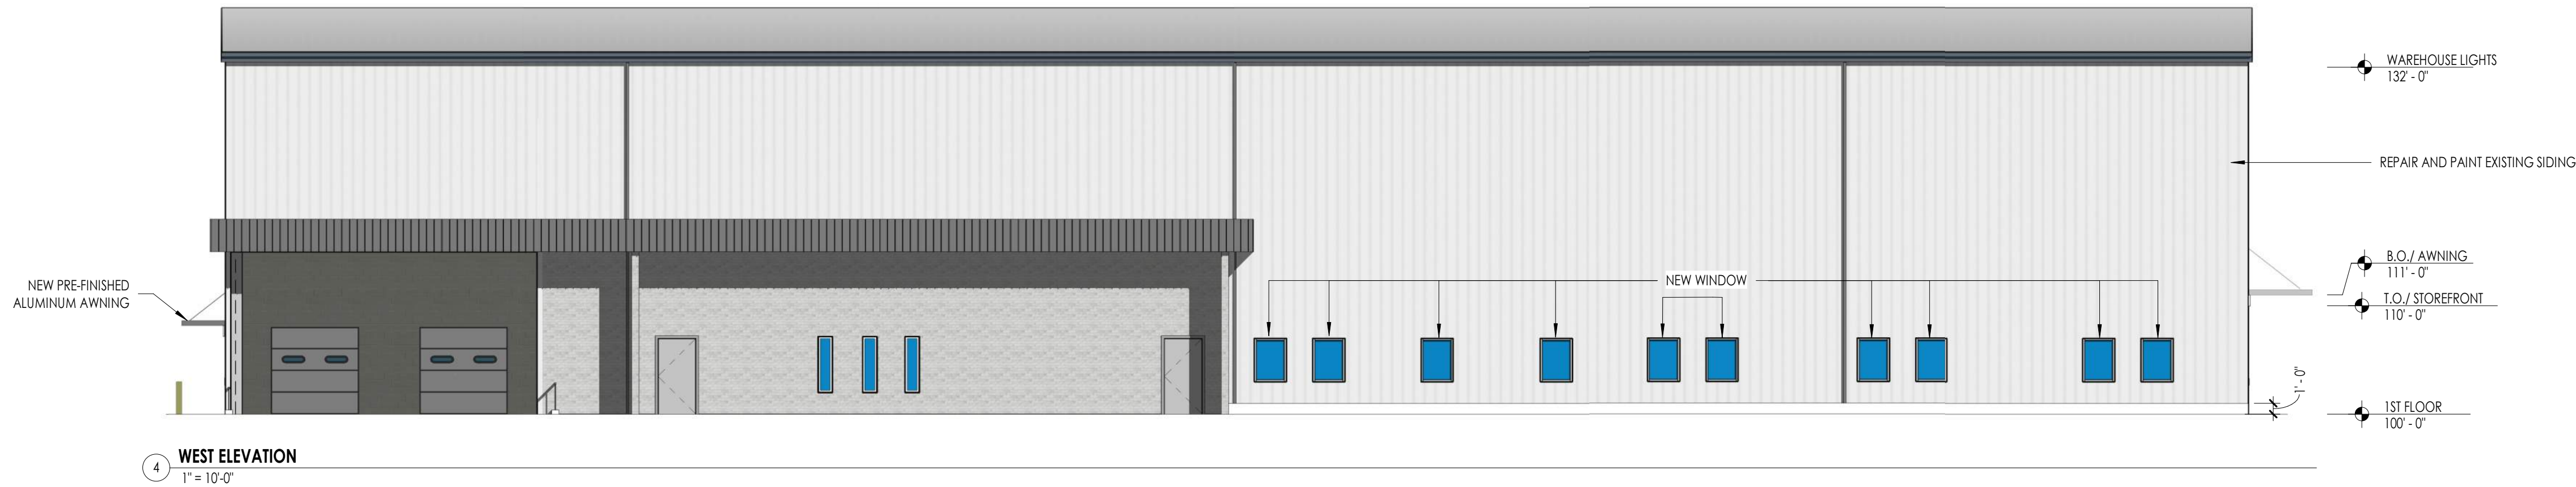 WAREHOUSE LIGHTS
132' - 0"
REPAIR AND PAINT EXISTING SIDING
B.O./ AWNING
111' - 0"
T.O./ STOREFRONT
110' - 0"
NEW PRE-FINISHED
ALUMINUM AWNING
NEW WINDOW
1' - 0"
1ST FLOOR
100' - 0"
4
WEST ELEVATION
1" = 10'-0"